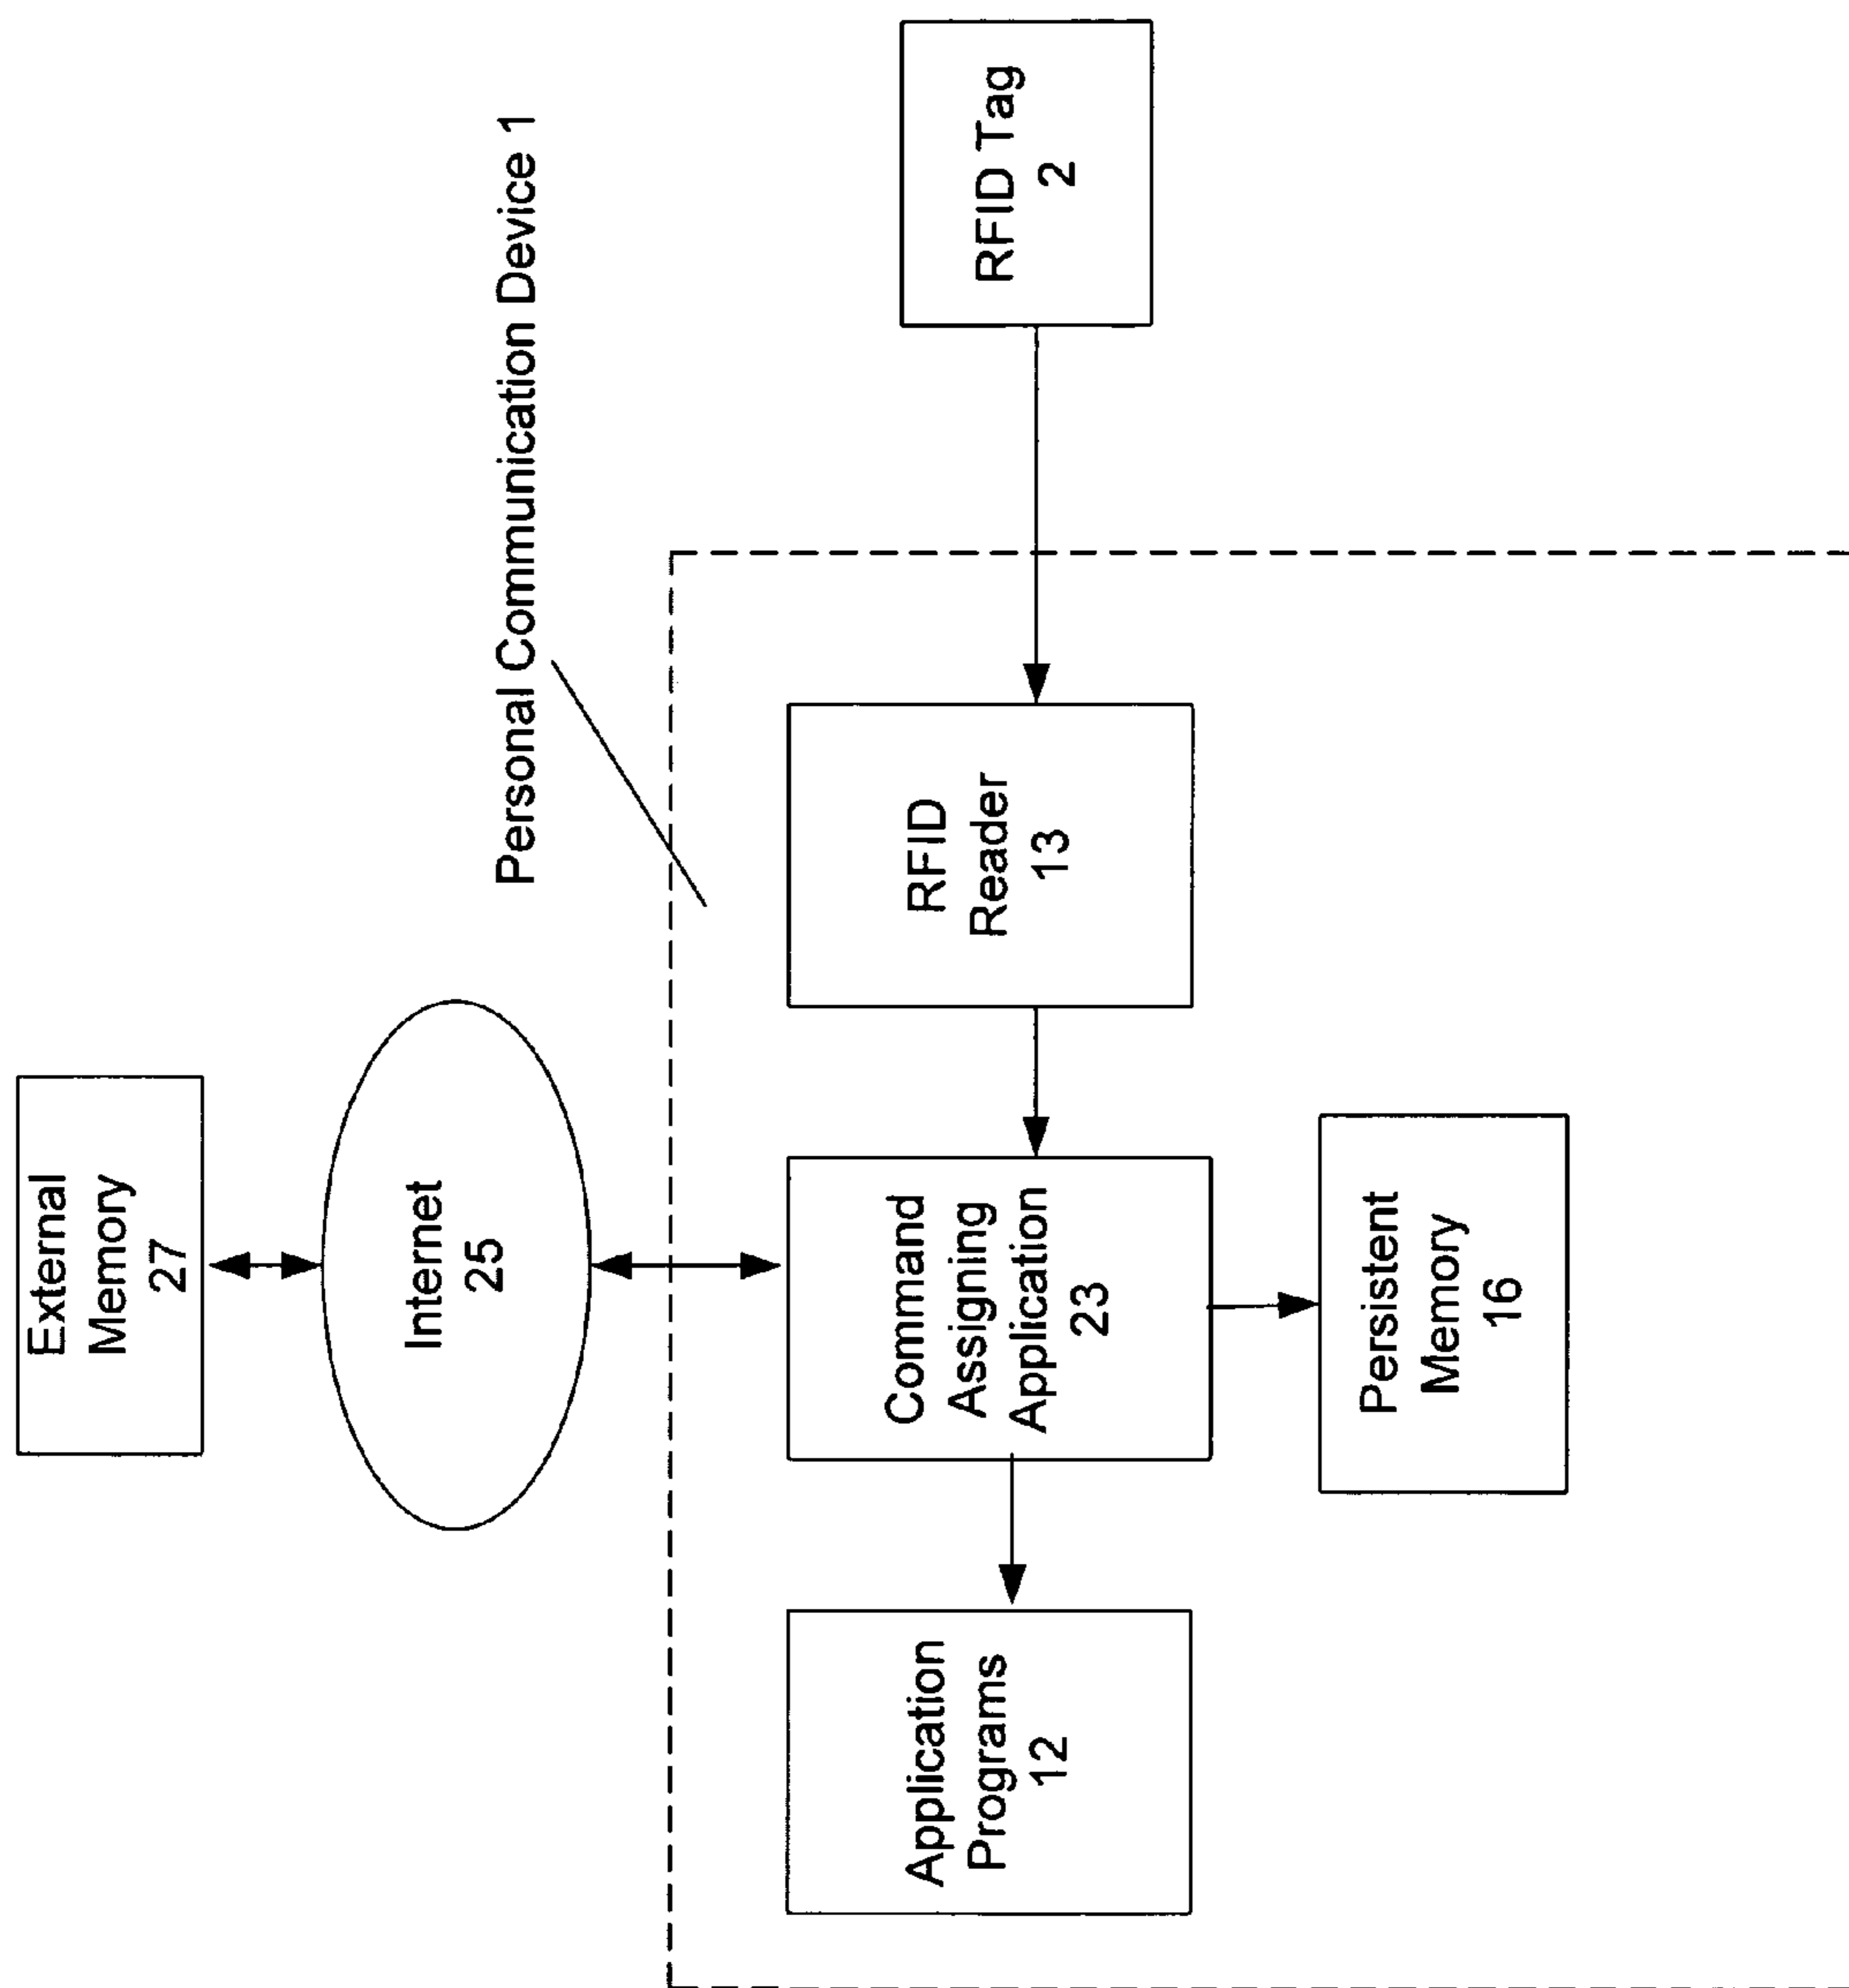 External
Memory
27
Internet
25
Personal Communication Device 1
Application
Programs
12
Command
Assigning
Application
23
RFID
Reader
13
RFID Tag
2
Persistent
Memory
16